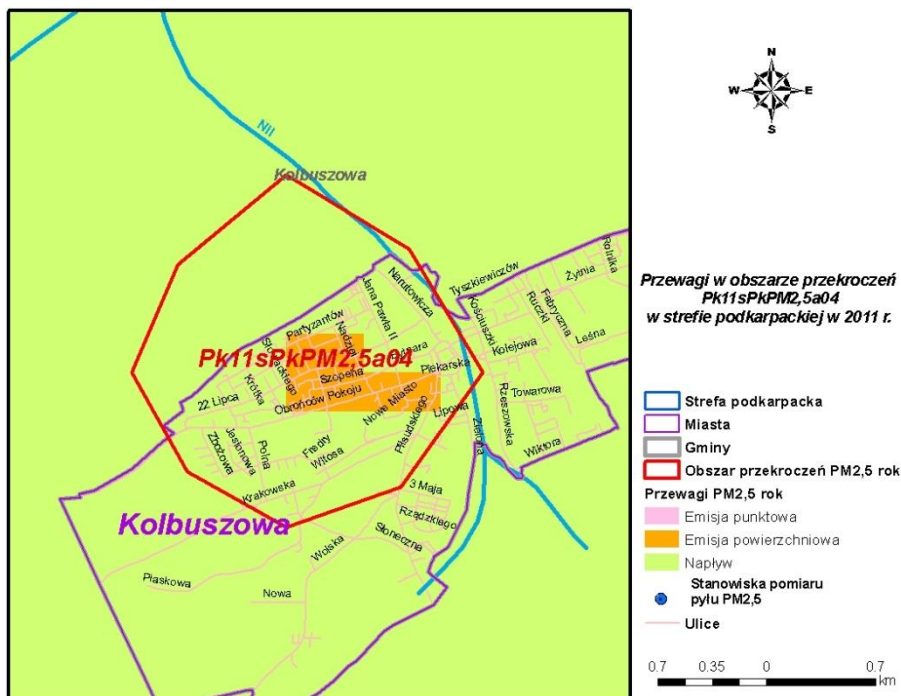 Nil
Kolbuszowa
Tyszkiewiczów
Rolnika
Żytnia
Narutowicza
Jana Pawła II
Kościuszki
Ruczki
Fabryczna
Leśna
Partyzantów
Nadziei
Kolejowa
Słowackiego
Pk11sPkPM2,5a04
Piekarska
Szopena
Krótka
22 Lipca
Obrońców Pokoju
Nowe Miasto
Towarowa
Rzeszowska
Lipowa
Piłsudskiego
Zielona
Wiktora
Zbożowa
Jesionowa
Polna
Fredry
Witosa
Krakowska
3 Maja
Kolbuszowa
Rządzkiego
Słoneczna
Wolska
Piaskowa
Nowa
N
W E
S
Przewagi w obszarze przekroczeń
Pk11sPkPM2,5a04
w strefie podkarpackiej w 2011 r.
Strefa podkarpacka
Miasta
Gminy
Obszar przekroczeń PM2,5 rok
Przewagi PM2,5 rok
Emisja punktowa
Emisja powierzchniowa
Napływ
Stanowiska pomiaru
pyłu PM2,5
Ulice
0.7 0.35 0 0.7
km